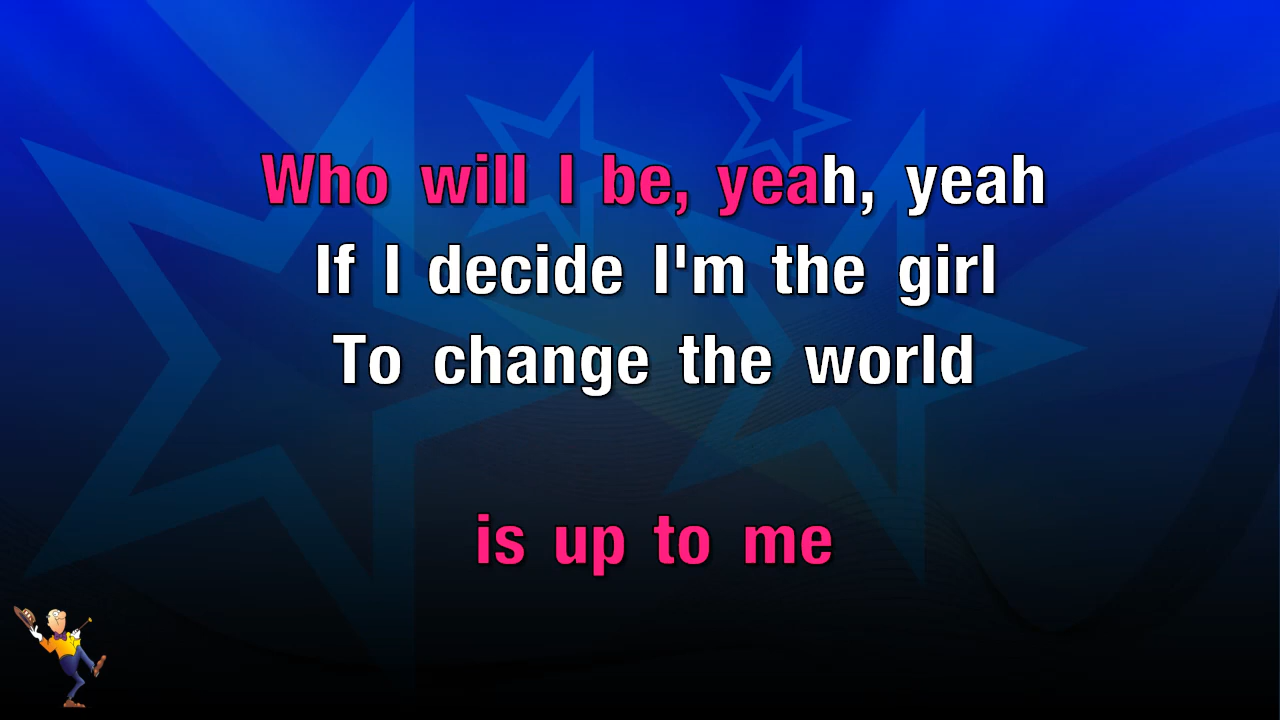 Who will I be, yeah, yeah
If I decide I'm the girl
To change the world
is up to me